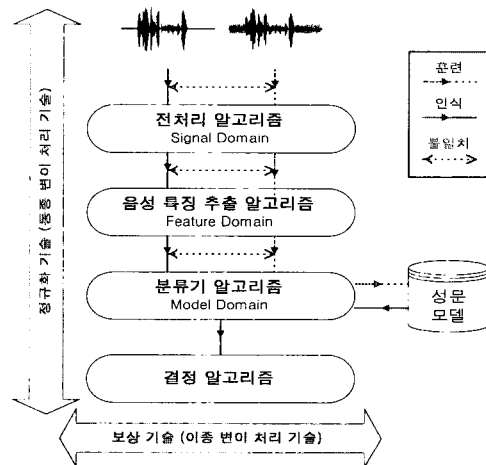 훈련
인식
불일치
전처리 알고리즘
Signal Domain
음성 특징 추출 알고리즘
Feature Domain
분류기 알고리즘
Model Domain
성문
모델
결정 알고리즘
정규화 기술 (동종 변이 처리 기술)
보상 기술 (이종 변이 처리 기술)